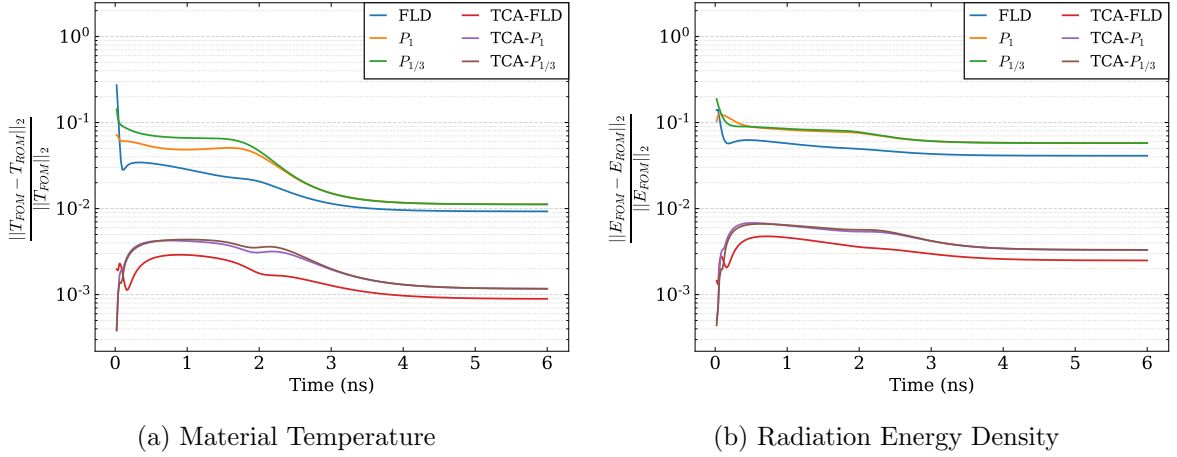 FLD
P1
P1/3
TCA-FLD
TCA-P1
TCA-P1/3
10^0
10^-1
10^-2
10^-3
||T_FOM − T_ROM||_2
||T_FOM||_2
0 1 2 3 4 5 6
Time (ns)
(a) Material Temperature
FLD
P1
P1/3
TCA-FLD
TCA-P1
TCA-P1/3
10^0
10^-1
10^-2
10^-3
||E_FOM − E_ROM||_2
||E_FOM||_2
0 1 2 3 4 5 6
Time (ns)
(b) Radiation Energy Density